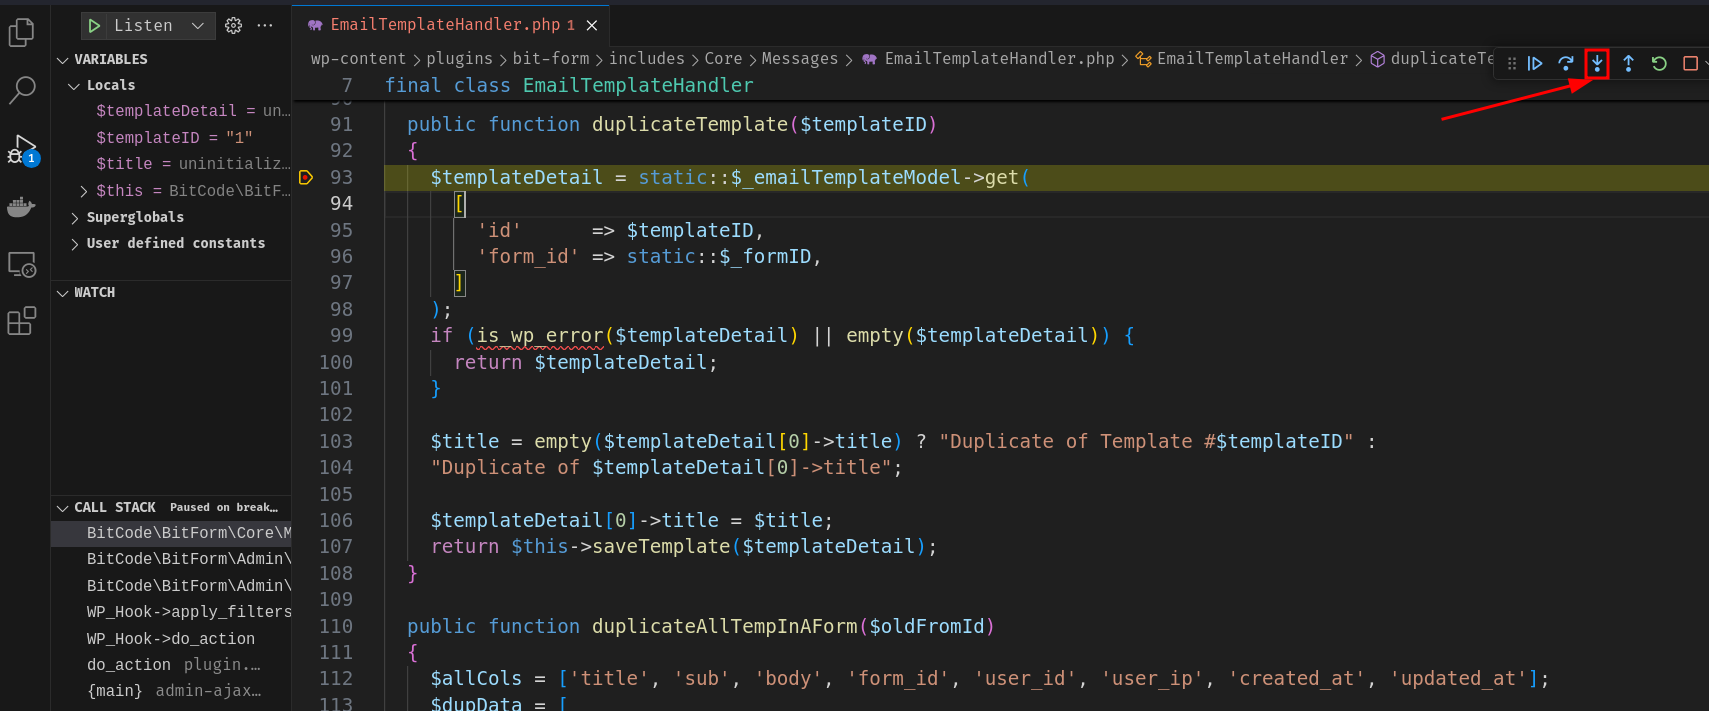 Listen
VARIABLES
Locals
$templateDetail = un…
$templateID = "1"
$title = uninitializ…
$this = BitCode\BitF…
Superglobals
User defined constants
WATCH
CALL STACK Paused on break…
BitCode\BitForm\Core\M
BitCode\BitForm\Admin\
BitCode\BitForm\Admin\
WP_Hook->apply_filters
WP_Hook->do_action
do_action plugin.…
{main} admin-ajax…
1
EmailTemplateHandler.php 1
wp-content > plugins > bit-form > includes > Core > Messages > EmailTemplateHandler.php > EmailTemplateHandler > duplicateTe
7 final class EmailTemplateHandler
90
91 public function duplicateTemplate($templateID)
92 {
93 $templateDetail = static::$_emailTemplateModel->get(
94 [
95 'id'      => $templateID,
96 'form_id' => static::$_formID,
97 ]
98 );
99 if (is_wp_error($templateDetail) || empty($templateDetail)) {
100 return $templateDetail;
101 }
102
103 $title = empty($templateDetail[0]->title) ? "Duplicate of Template #$templateID" :
104 "Duplicate of $templateDetail[0]->title";
105
106 $templateDetail[0]->title = $title;
107 return $this->saveTemplate($templateDetail);
108 }
109
110 public function duplicateAllTempInAForm($oldFromId)
111 {
112 $allCols = ['title', 'sub', 'body', 'form_id', 'user_id', 'user_ip', 'created_at', 'updated_at'];
113 $dupData = [